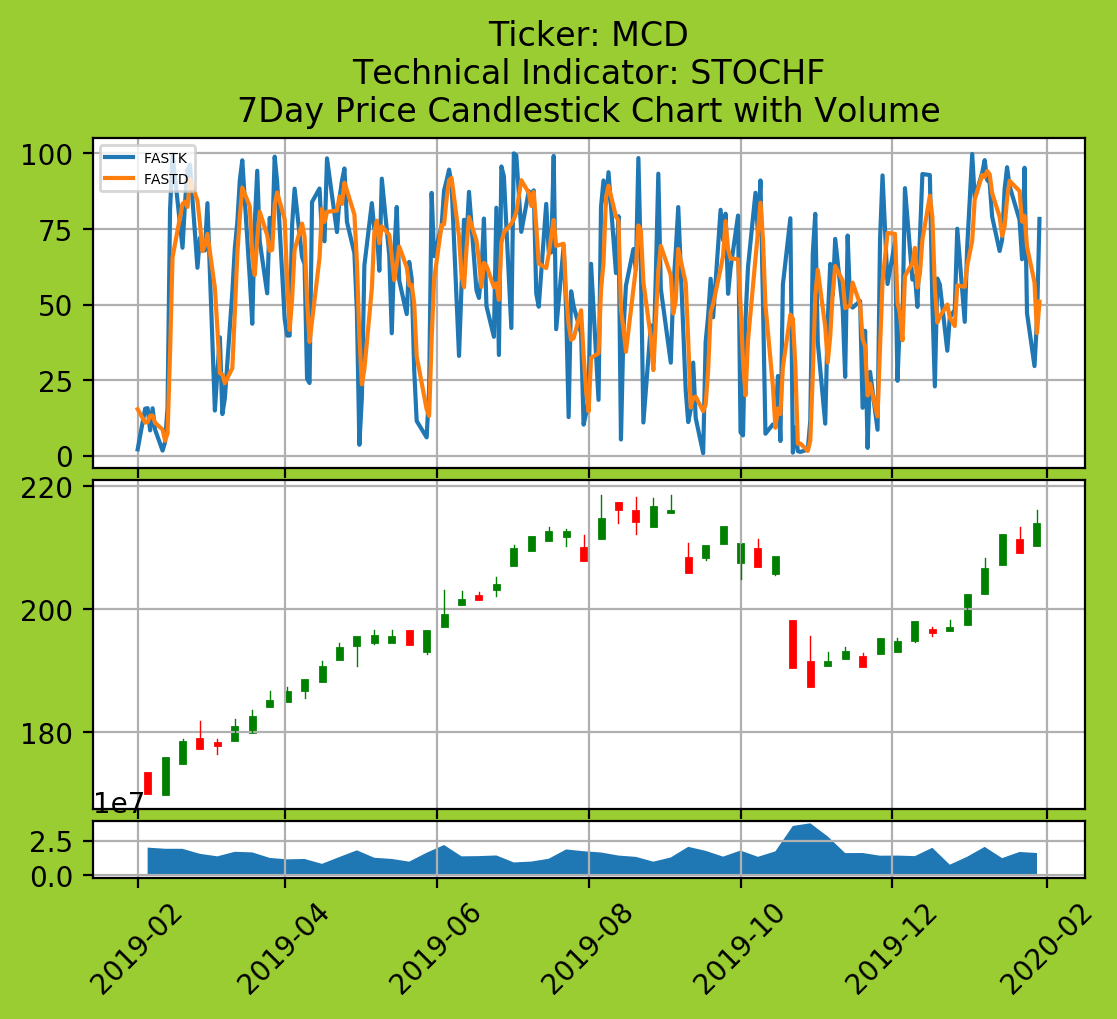 Ticker: MCD
Technical Indicator: STOCHF
7Day Price Candlestick Chart with Volume
100
FASTK
FASTD
75
50
25
0
220
200
180
1e7
2.5
0.0
2019-02
2019-04
2019-06
2019-08
2019-10
2019-12
2020-02